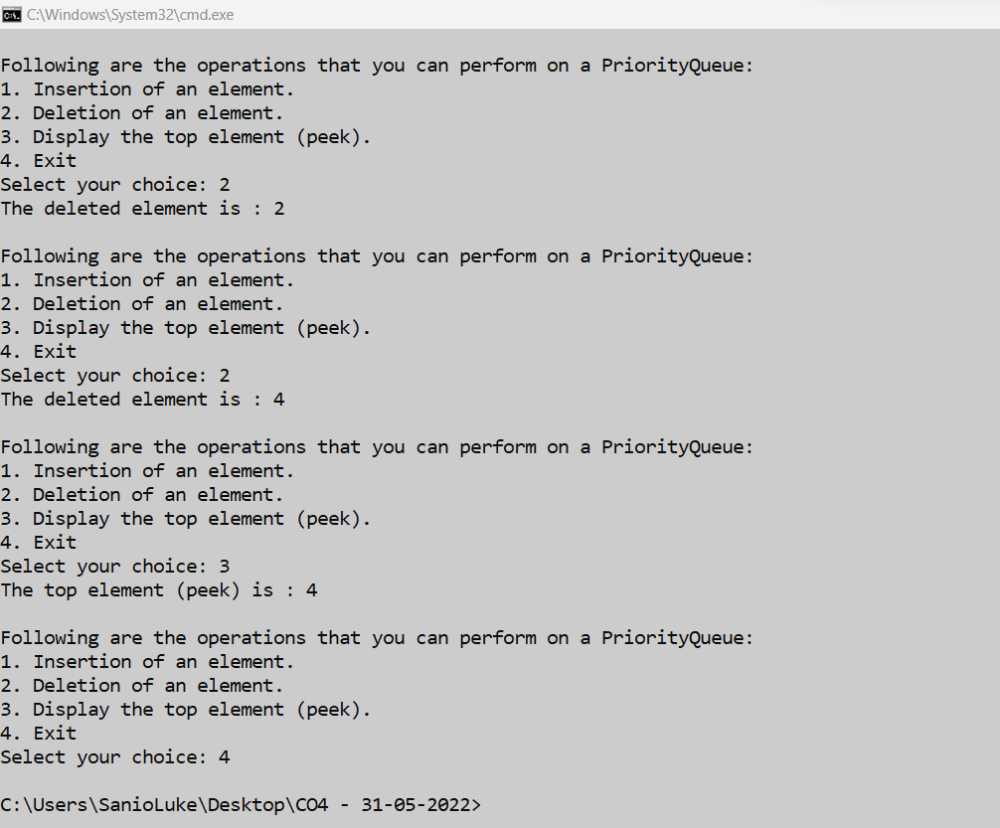 C:\Windows\System32\cmd.exe
Following are the operations that you can perform on a PriorityQueue:
1. Insertion of an element.
2. Deletion of an element.
3. Display the top element (peek).
4. Exit
Select your choice: 2
The deleted element is : 2
Following are the operations that you can perform on a PriorityQueue:
1. Insertion of an element.
2. Deletion of an element.
3. Display the top element (peek).
4. Exit
Select your choice: 2
The deleted element is : 4
Following are the operations that you can perform on a PriorityQueue:
1. Insertion of an element.
2. Deletion of an element.
3. Display the top element (peek).
4. Exit
Select your choice: 3
The top element (peek) is : 4
Following are the operations that you can perform on a PriorityQueue:
1. Insertion of an element.
2. Deletion of an element.
3. Display the top element (peek).
4. Exit
Select your choice: 4
C:\Users\SanioLuke\Desktop\CO4 - 31-05-2022>